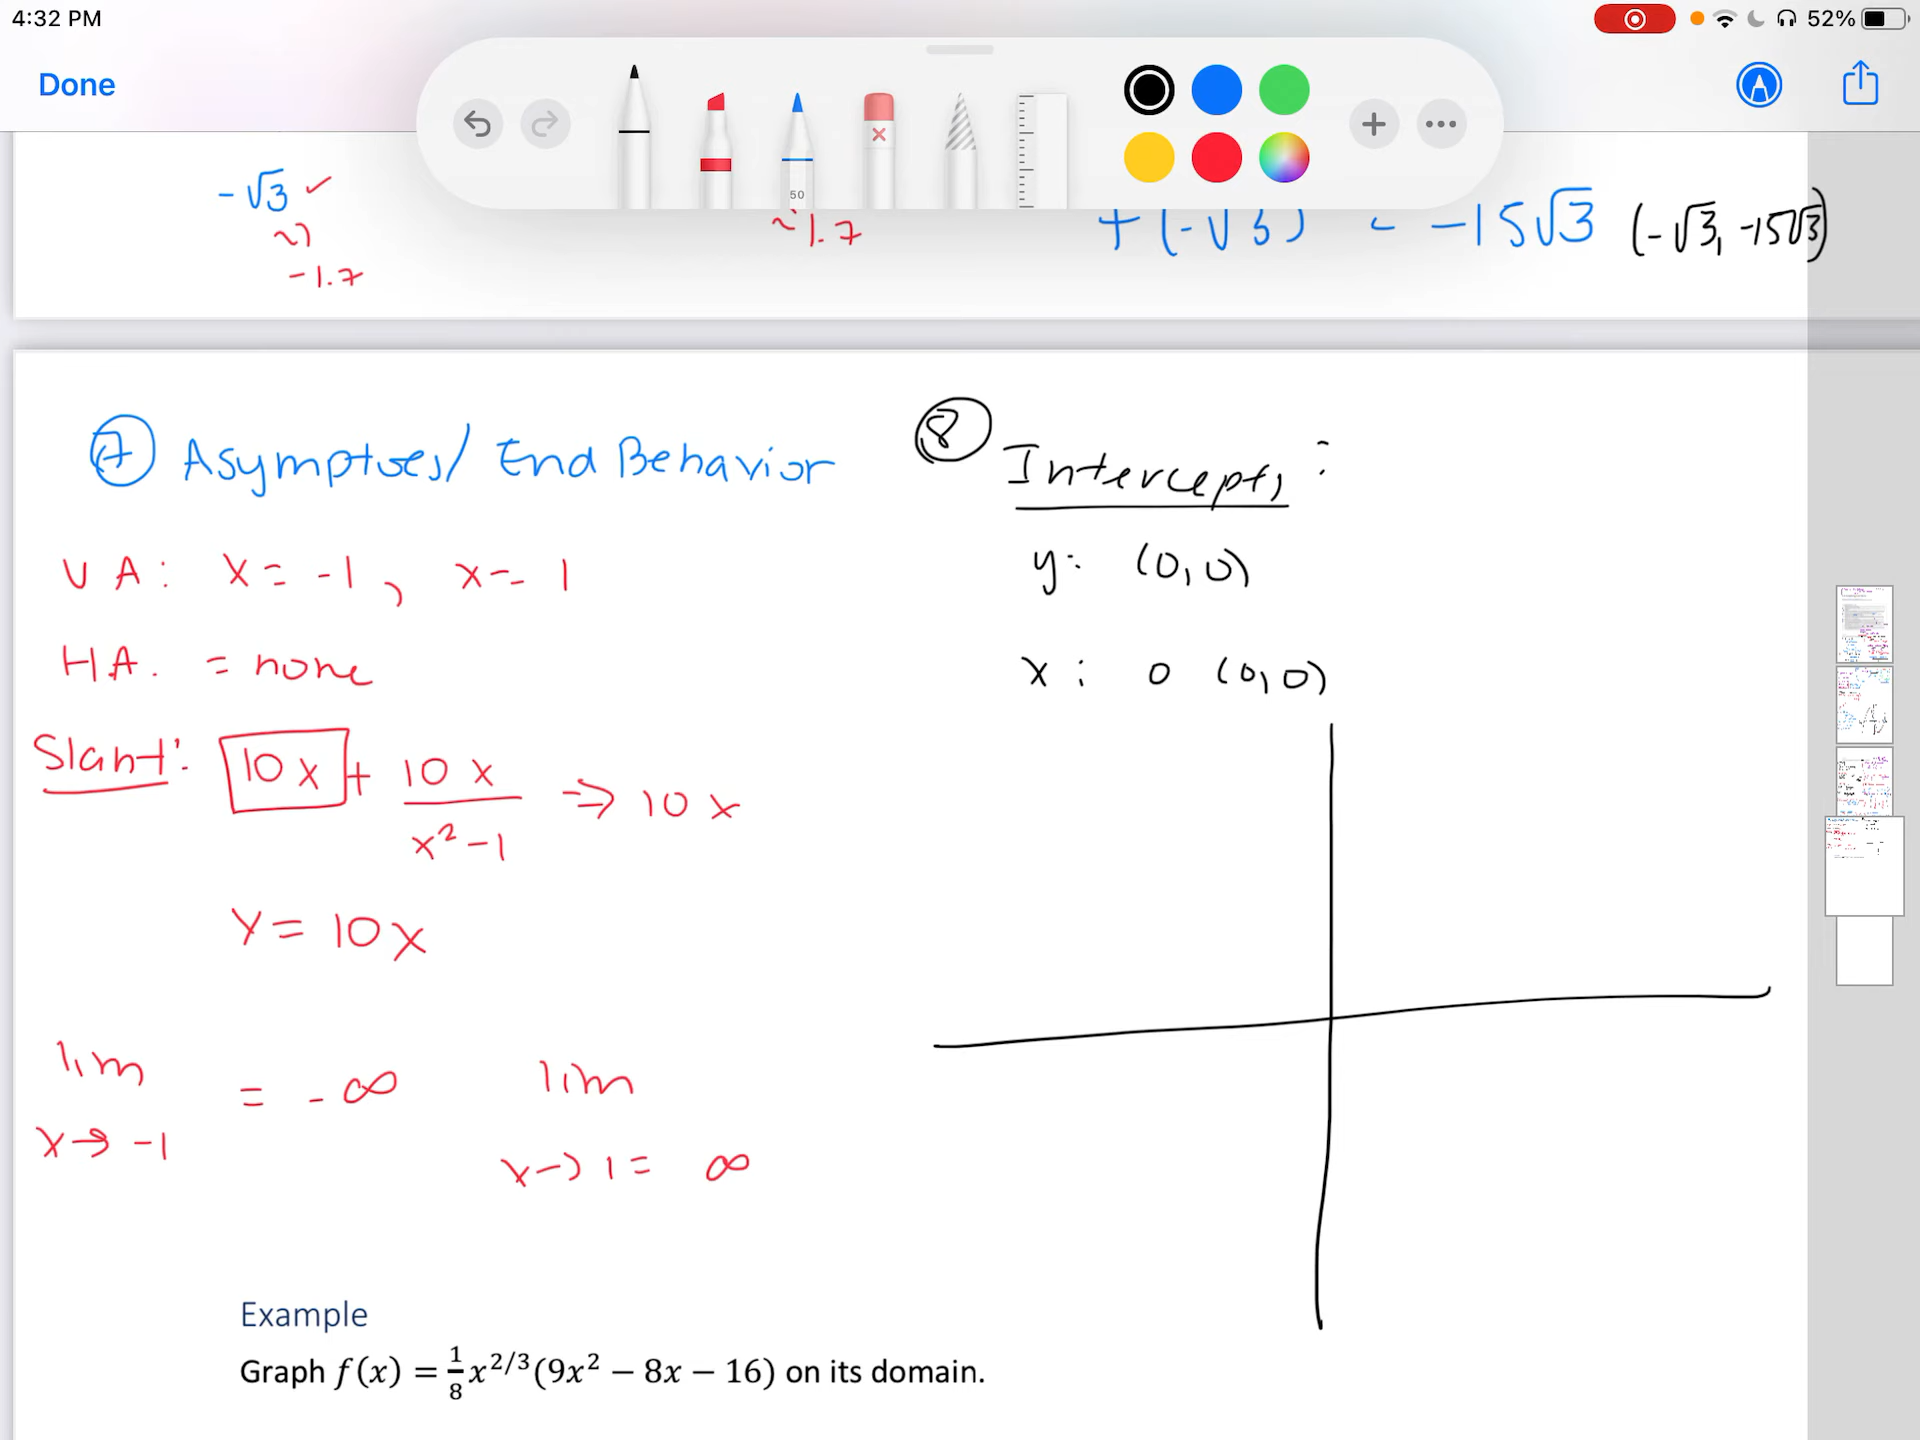 4:32 PM
52%
Done
50
- √3 ✓
~)
-1.7
~1.7
f(-√3) = -15√3 (-√3, -15√3)
⑦ Asymptotes/ End Behavior
VA: x = -1, x = 1
HA. = none
Slant: 10x + 10x / x²-1 => 10x
y = 10x
lim x→ -1 = -∞
lim x→ 1 = ∞
⑧ Intercepts:
y: (0,0)
x: 0 (0,0)
Example
Graph f(x) = 1/8 x^2/3 (9x² − 8x − 16) on its domain.